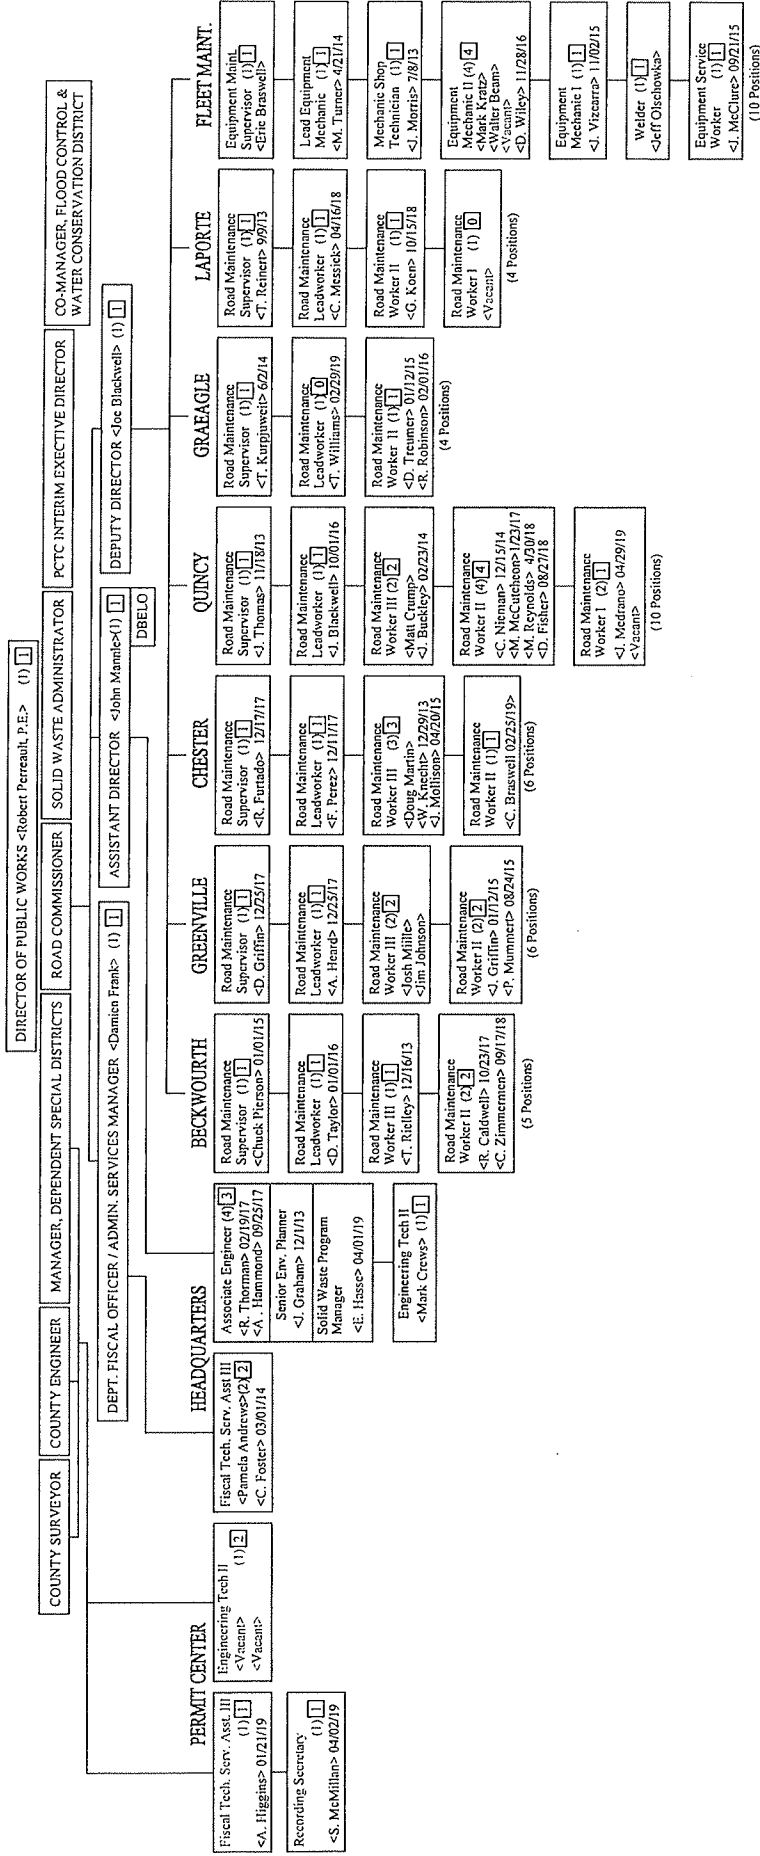 DIRECTOR OF PUBLIC WORKS <Robert Perreault, P.E.> (1) 1
COUNTY SURVEYOR
COUNTY ENGINEER
MANAGER, DEPENDENT SPECIAL DISTRICTS
ROAD COMMISSIONER
SOLID WASTE ADMINISTRATOR
PCTC INTERIM EXECTIVE DIRECTOR
CO-MANAGER, FLOOD CONTROL &
WATER CONSERVATION DISTRICT
DEPT. FISCAL OFFICER / ADMIN. SERVICES MANAGER <Damien Frank> (1) 1
ASSISTANT DIRECTOR <John Mannle>(1) 1
DBELO
DEPUTY DIRECTOR <Joe Blackwell> (1) 1
PERMIT CENTER
Fiscal Tech. Serv. Asst. III
(1) 1
<A. Higgins> 01/21/19
Recording Secretary
(1) 1
<S. McMillan> 04/02/19
Engineering Tech II
(1) 2
<Vacant>
<Vacant>
HEADQUARTERS
Fiscal Tech. Serv. Asst III
<Pamela Andrews>(2) 2
<C. Foster> 03/01/14
Associate Engineer (4) 3
<R. Thorman> 02/19/17
<A. Hammond> 09/25/17
Senior Env. Planner
<J. Graham> 12/1/13
Solid Waste Program
Manager
<E. Hasse> 04/01/19
Engineering Tech II
<Mark Crews> (1) 1
BECKWOURTH
Road Maintenance
Supervisor (1) 1
<Chuck Pierson> 01/01/15
Road Maintenance
Leadworker (1) 1
<D. Taylor> 01/01/16
Road Maintenance
Worker III (1) 1
<T. Rielley> 12/16/13
Road Maintenance
Worker II (2) 2
<R. Caldwell> 10/23/17
<C. Zimmermen> 09/17/18
(5 Positions)
GREENVILLE
Road Maintenance
Supervisor (1) 1
<D. Griffin> 12/25/17
Road Maintenance
Leadworker (1) 1
<A. Heard> 12/25/17
Road Maintenance
Worker III (2) 2
<Josh Miille>
<Jim Johnson>
Road Maintenance
Worker II (2) 2
<J. Griffin> 01/12/15
<P. Mummert> 08/24/15
(6 Positions)
CHESTER
Road Maintenance
Supervisor (1) 1
<R. Furtado> 12/17/17
Road Maintenance
Leadworker (1) 1
<F. Perez> 12/11/17
Road Maintenance
Worker III (3) 3
<Doug Martin>
<W. Knecht> 12/29/13
<J. Mollison> 04/20/15
Road Maintenance
Worker II (1) 1
<C. Braswell 02/25/19>
(6 Positions)
QUINCY
Road Maintenance
Supervisor (1) 1
<J. Thomas> 11/18/13
Road Maintenance
Leadworker (1) 1
<J. Blackwell> 10/01/16
Road Maintenance
Worker III (2) 2
<Matt Crump>
<J. Buckley> 02/23/14
Road Maintenance
Worker II (4) 4
<C. Nieman> 12/15/14
<M. McCutcheon>1/23/17
<M. Reynolds> 4/30/18
<D. Fisher> 08/27/18
Road Maintenance
Worker I (2) 1
<J. Medrano> 04/29/19
<Vacant>
(10 Positions)
GRAEAGLE
Road Maintenance
Supervisor (1) 1
<T. Kurpjuweit> 6/2/14
Road Maintenance
Leadworker (1) 0
<T. Williams> 02/29/19
Road Maintenance
Worker II (1) 1
<D. Treumer> 01/12/15
<R. Robinson> 02/01/16
(4 Positions)
LAPORTE
Road Maintenance
Supervisor (1) 1
<T. Reinert> 9/9/13
Road Maintenance
Leadworker (1) 1
<C. Messick> 04/16/18
Road Maintenance
Worker II (1) 1
<G. Koen> 10/15/18
Road Maintenance
Worker I (1) 0
<Vacant>
(4 Positions)
FLEET MAINT.
Equipment Maint.
Supervisor (1) 1
<Eric Braswell>
Lead Equipment
Mechanic (1) 1
<M. Turner> 4/21/14
Mechanic Shop
Technician (1) 1
<J. Morris> 7/8/13
Equipment
Mechanic II (4) 4
<Mark Kratz>
<Walter Beam>
<Vacant>
<D. Wiley> 11/28/16
Equipment
Mechanic I (1) 1
<J. Vizcarra> 11/02/15
Welder (1) 1
<Jeff Olschowka>
Equipment Service
Worker (1) 1
<J. McClure> 09/21/15
(10 Positions)